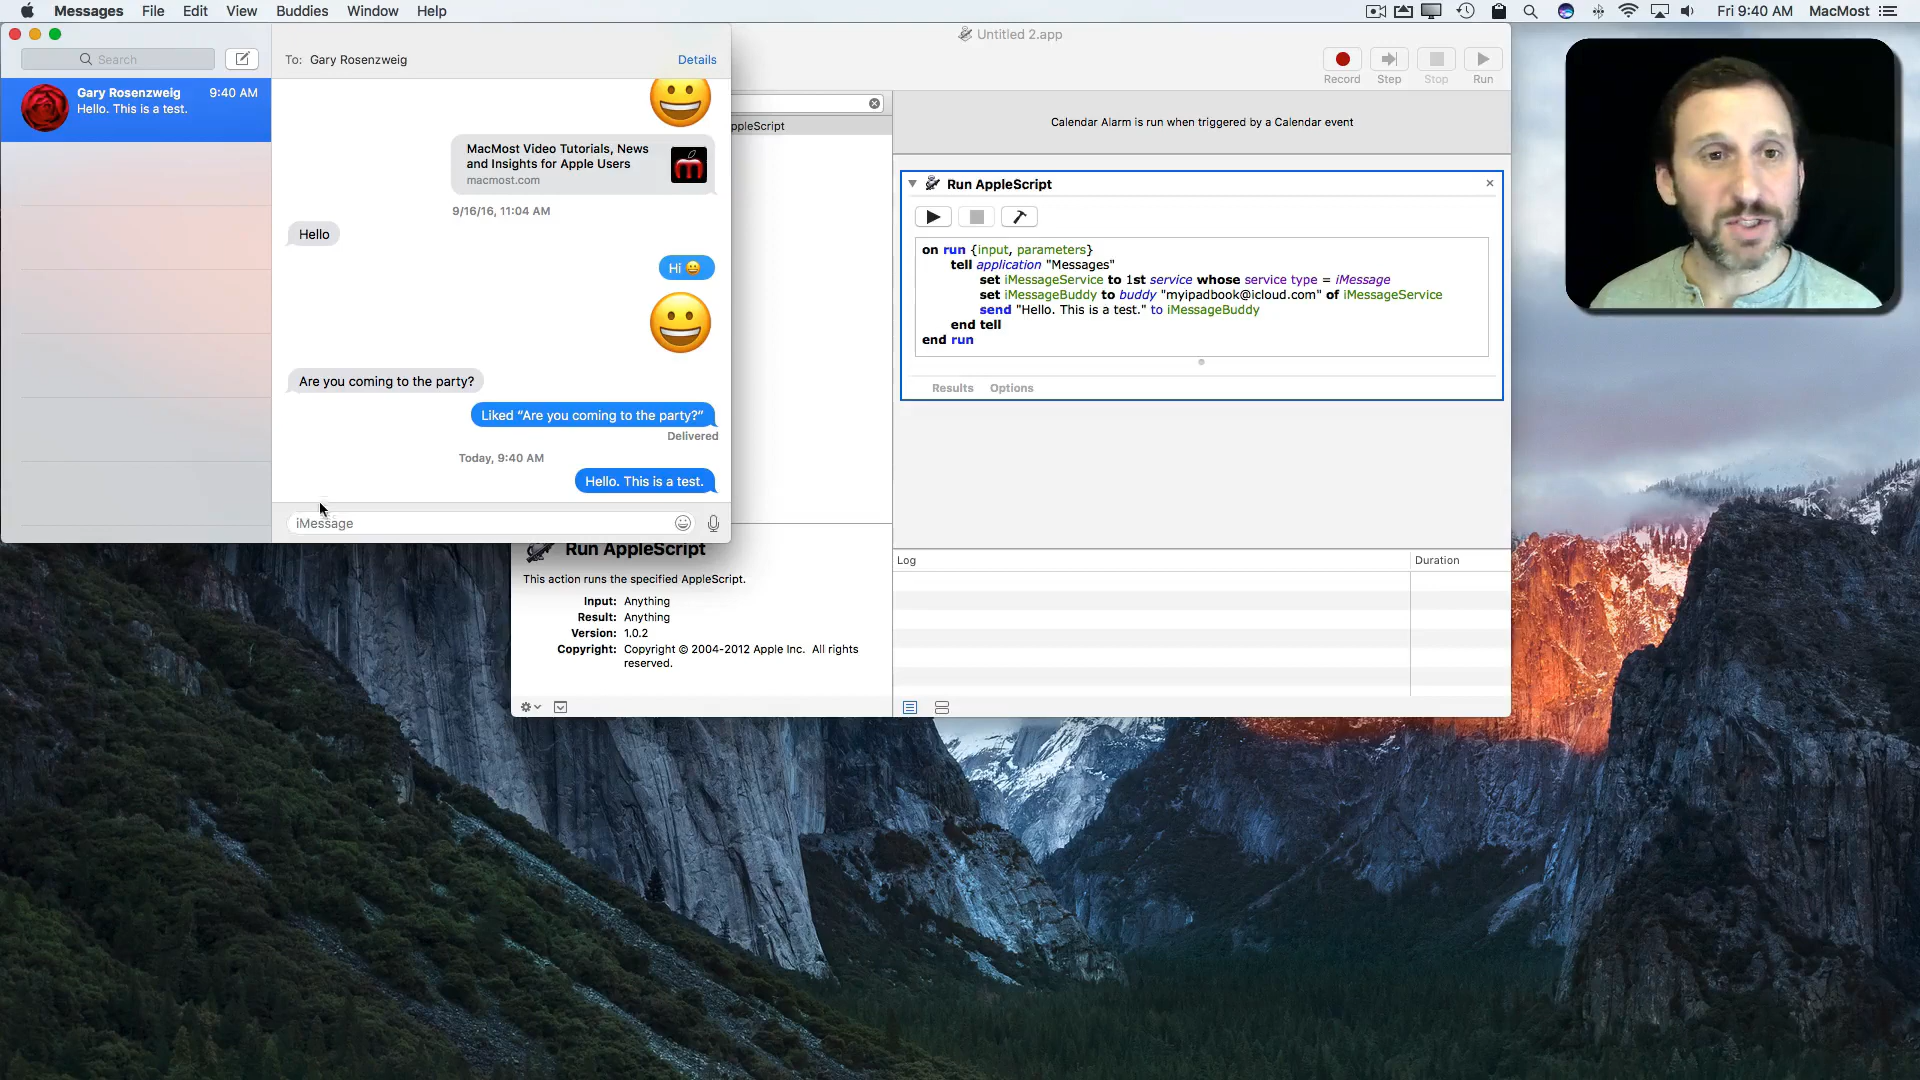 Messages File Edit View Buddies Window Help
Fri 9:40 AM MacMost
Search
To: Gary Rosenzweig
Details
Gary Rosenzweig 9:40 AM
Hello. This is a test.
MacMost Video Tutorials, News
and Insights for Apple Users
macmost.com
9/16/16, 11:04 AM
Hello
Hi
Are you coming to the party?
Liked “Are you coming to the party?”
Delivered
Today, 9:40 AM
Hello. This is a test.
iMessage
Untitled 2.app
Record Step Stop Run
ppleScript
Calendar Alarm is run when triggered by a Calendar event
Run AppleScript
on run {input, parameters}
tell application "Messages"
set iMessageService to 1st service whose service type = iMessage
set iMessageBuddy to buddy "myipadbook@icloud.com" of iMessageService
send "Hello. This is a test." to iMessageBuddy
end tell
end run
Results Options
Log Duration
Run AppleScript
This action runs the specified AppleScript.
Input: Anything
Result: Anything
Version: 1.0.2
Copyright: Copyright © 2004-2012 Apple Inc. All rights
reserved.